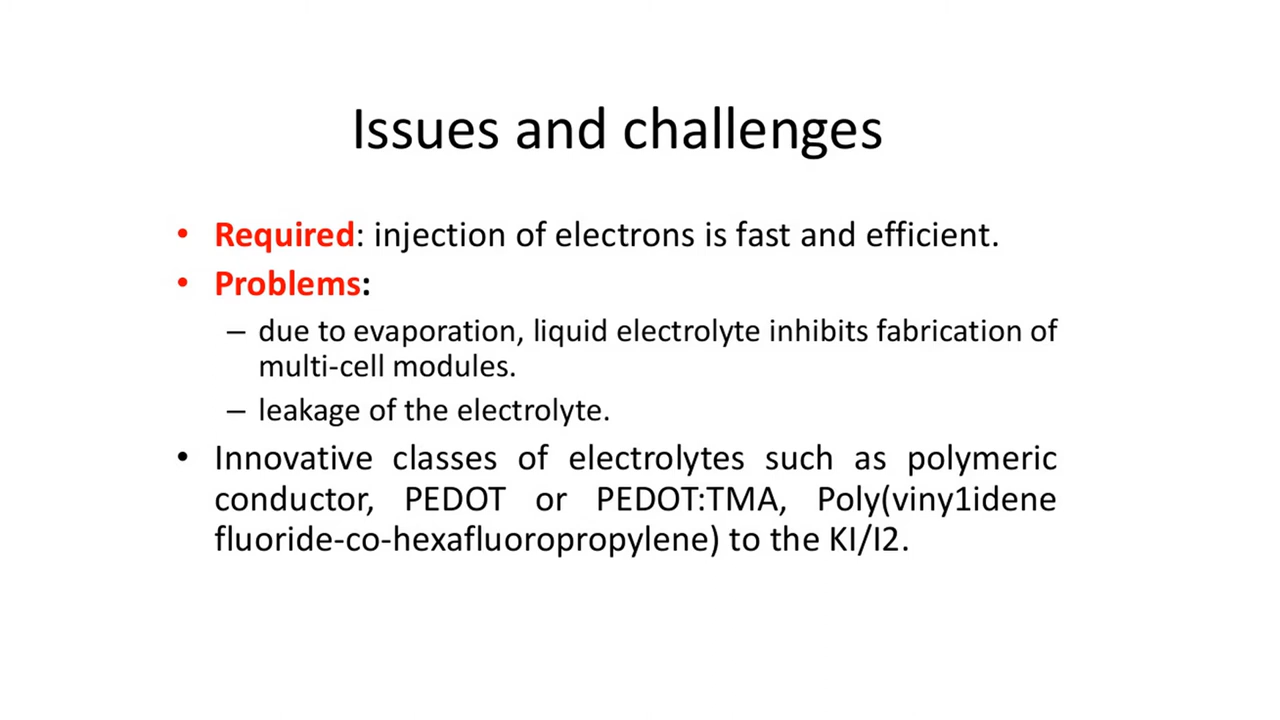 Issues and challenges
• Required: injection of electrons is fast and efficient.
• Problems:
– due to evaporation, liquid electrolyte inhibits fabrication of
multi-cell modules.
– leakage of the electrolyte.
• Innovative classes of electrolytes such as polymeric
conductor, PEDOT or PEDOT:TMA, Poly(viny1idene
fluoride-co-hexafluoropropylene) to the KI/I2.